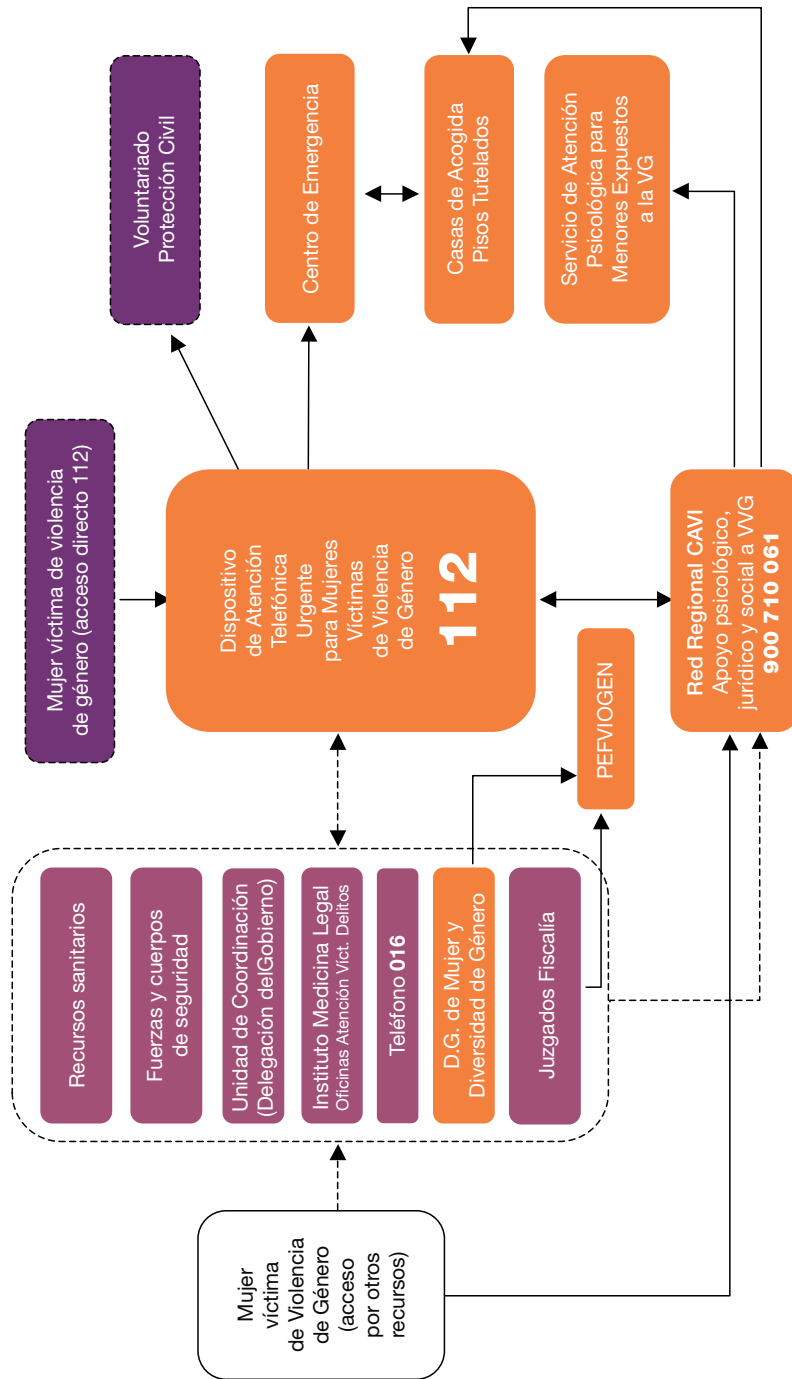 Mujer
víctima
de Violencia
de Género
(acceso
por otros
recursos)
Recursos sanitarios
Fuerzas y cuerpos
de seguridad
Unidad de Coordinación
(Delegación delGobierno)
Instituto Medicina Legal
Oficinas Atención Víct. Delitos
Teléfono 016
D.G. de Mujer y
Diversidad de Género
Juzgados Fiscalía
PEFVIOGEN
Mujer víctima de violencia
de género (acceso directo 112)
Dispositivo
de Atención
Telefónica
Urgente
para Mujeres
Víctimas
de Violencia
de Género
112
Red Regional CAVI
Apoyo psicológico,
jurídico y social a VVG
900 710 061
Voluntariado
Protección Civil
Centro de Emergencia
Casas de Acogida
Pisos Tutelados
Servicio de Atención
Psicológica para
Menores Expuestos
a la VG